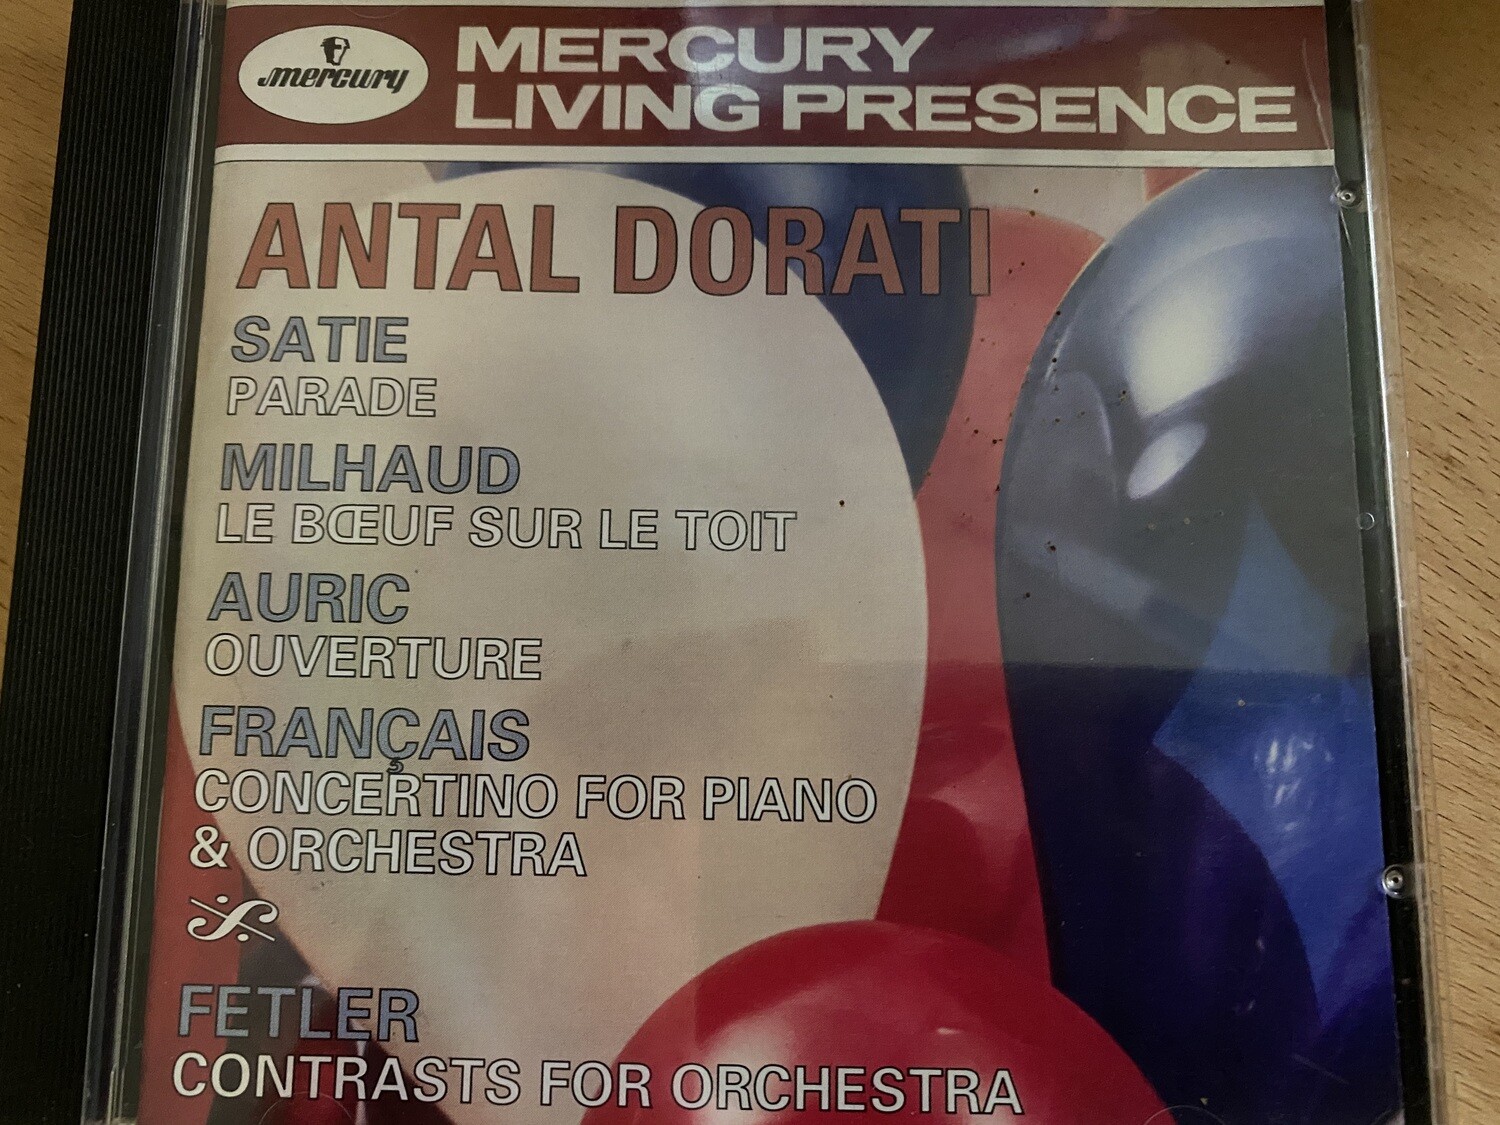 mercury
MERCURY
LIVING PRESENCE
ANTAL DORATI
SATIE
PARADE
MILHAUD
LE BŒUF SUR LE TOIT
AURIC
OUVERTURE
FRANÇAIS
CONCERTINO FOR PIANO
& ORCHESTRA
FETLER
CONTRASTS FOR ORCHESTRA